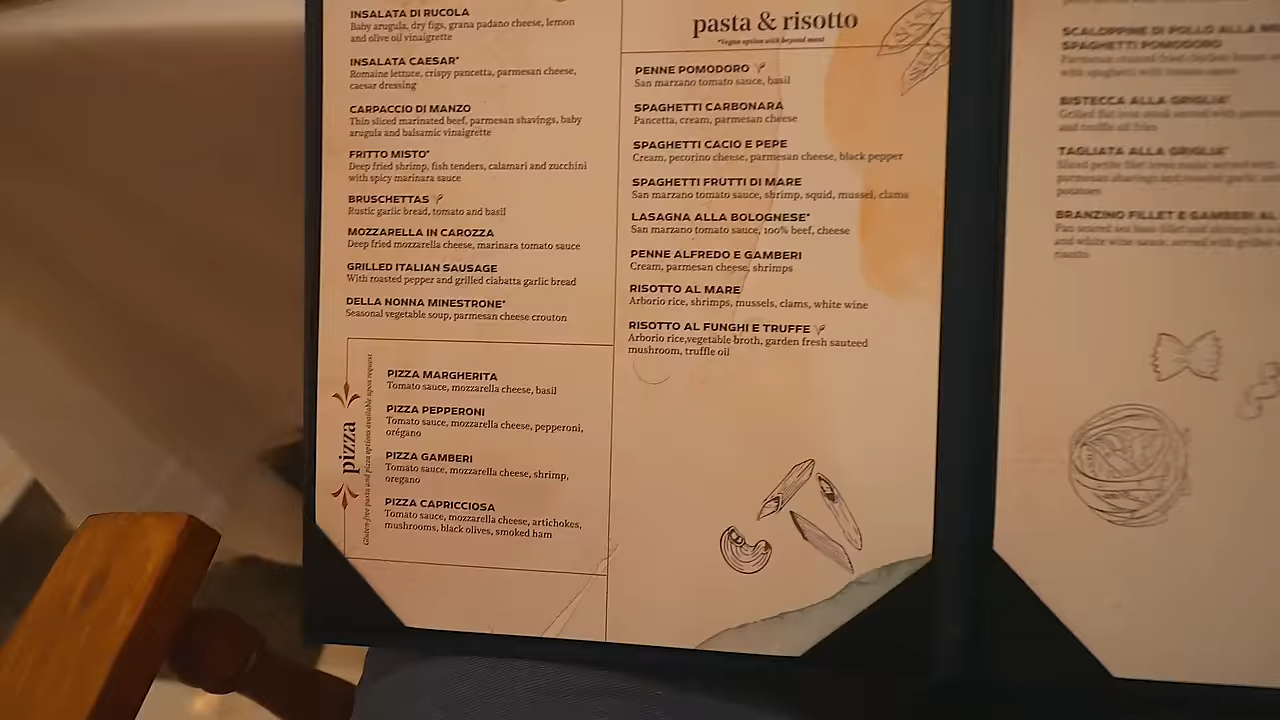 INSALATA DI RUCOLA
Baby arugula, dry figs, grana padano cheese, lemon
and olive oil vinaigrette
INSALATA CAESAR*
Romaine lettuce, crispy pancetta, parmesan cheese,
caesar dressing
CARPACCIO DI MANZO
Thin sliced marinated beef, parmesan shavings, baby
arugula and balsamic vinaigrette
FRITTO MISTO*
Deep fried shrimp, fish tenders, calamari and zucchini
with spicy marinara sauce
BRUSCHETTAS
Rustic garlic bread, tomato and basil
MOZZARELLA IN CAROZZA
Deep fried mozzarella cheese, marinara tomato sauce
GRILLED ITALIAN SAUSAGE
With roasted pepper and grilled ciabatta garlic bread
DELLA NONNA MINESTRONE*
Seasonal vegetable soup, parmesan cheese crouton
pizza
Gluten-free pasta and pizza options available upon request
PIZZA MARGHERITA
Tomato sauce, mozzarella cheese, basil
PIZZA PEPPERONI
Tomato sauce, mozzarella cheese, pepperoni,
orégano
PIZZA GAMBERI
Tomato sauce, mozzarella cheese, shrimp,
oregano
PIZZA CAPRICCIOSA
Tomato sauce, mozzarella cheese, artichokes,
mushrooms, black olives, smoked ham
pasta & risotto
*Vegan option with beyond meat
PENNE POMODORO
San marzano tomato sauce, basil
SPAGHETTI CARBONARA
Pancetta, cream, parmesan cheese
SPAGHETTI CACIO E PEPE
Cream, pecorino cheese, parmesan cheese, black pepper
SPAGHETTI FRUTTI DI MARE
San marzano tomato sauce, shrimp, squid, mussel, clams
LASAGNA ALLA BOLOGNESE*
San marzano tomato sauce, 100% beef, cheese
PENNE ALFREDO E GAMBERI
Cream, parmesan cheese, shrimps
RISOTTO AL MARE
Arborio rice, shrimps, mussels, clams, white wine
RISOTTO AL FUNGHI E TRUFFE
Arborio rice,vegetable broth, garden fresh sauteed
mushroom, truffle oil
SCALOPPINE DI POLLO ALLA
SPAGHETTI POMODORO
Parmesan crusted fried chicken
with spaghetti with
BISTECCA ALLA GRIGLIA*
Grilled flat iron steak served with
and truffle oil fries
TAGLIATA ALLA GRIGLIA*
Sliced petite filet
parmesan shavings and roasted garlic
potatoes
BRANZINO FILLET E GAMBERI AL
Pan seared sea bass fillet and
and white wine sauce, served with grilled
risotto